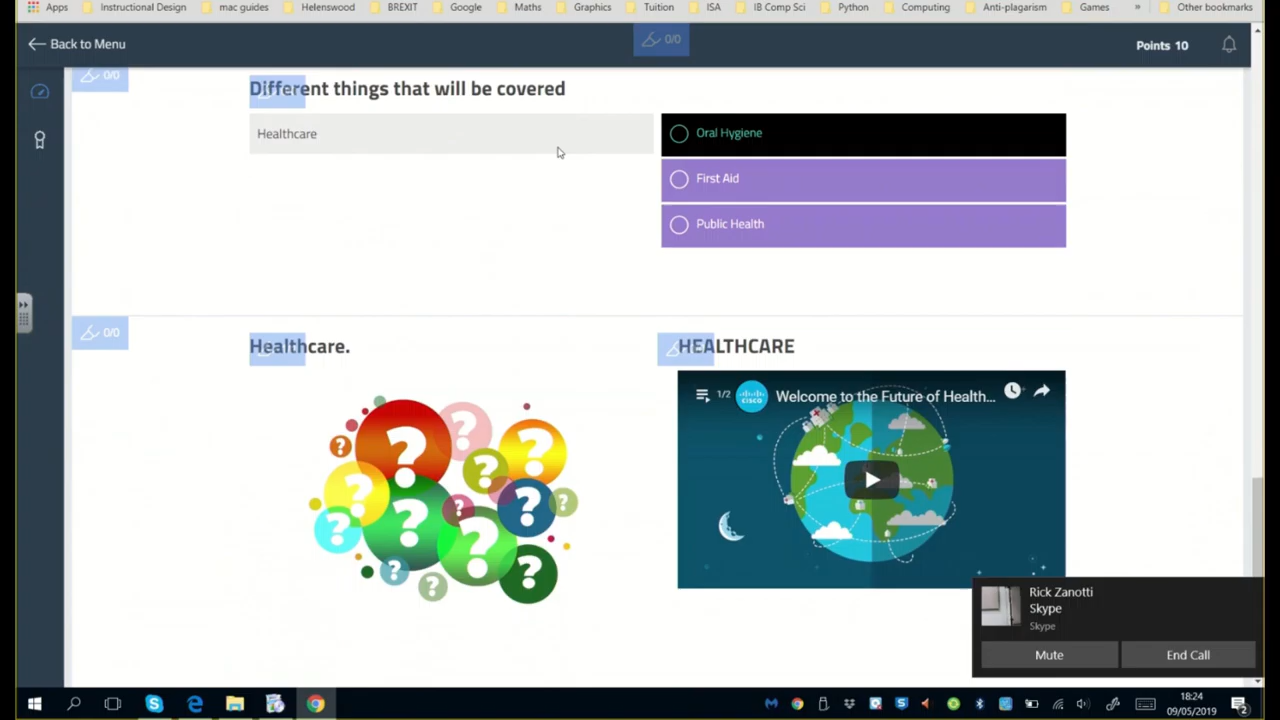 Apps Instructional Design mac guides Helenswood BREXIT Google Maths Graphics Tuition ISA IB Comp Sci Python Computing Anti-plagarism Games » Other bookmarks
Back to Menu
0/0
Points 10
0/0
Different things that will be covered
Healthcare
Oral Hygiene
First Aid
Public Health
0/0
Healthcare.
HEALTHCARE
1/2
CISCO
Welcome to the Future of Health...
? ? ? ? ? ? ? ? ? ? ? ? ? ?
Rick Zanotti
Skype
Skype
Mute
End Call
18:24
09/05/2019
2